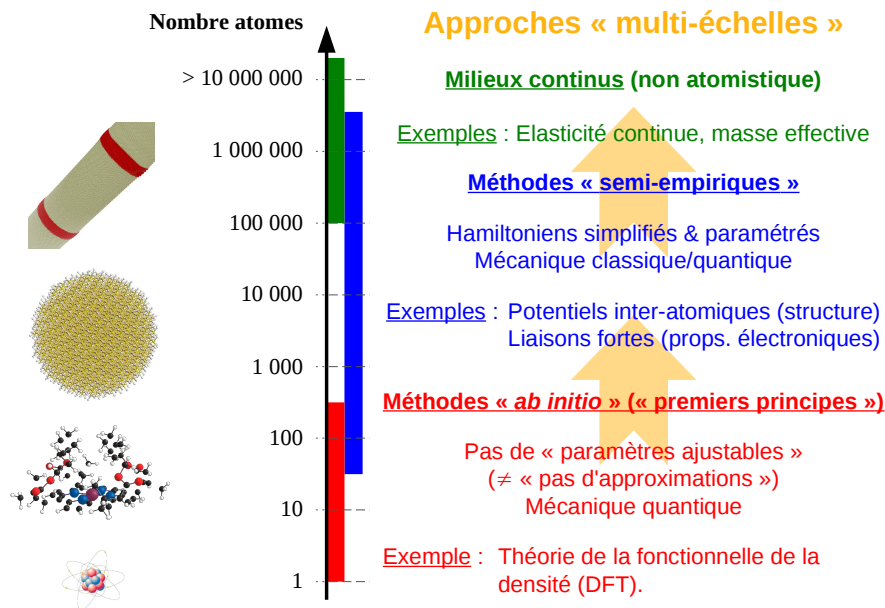 Nombre atomes
Approches « multi-échelles »
> 10 000 000
Milieux continus (non atomistique)
Exemples : Elasticité continue, masse effective
1 000 000
Méthodes « semi-empiriques »
100 000
Hamiltoniens simplifiés & paramétrés
Mécanique classique/quantique
10 000
Exemples : Potentiels inter-atomiques (structure)
Liaisons fortes (props. électroniques)
1 000
Méthodes « ab initio » (« premiers principes »)
100
Pas de « paramètres ajustables »
(≠ « pas d'approximations »)
Mécanique quantique
10
Exemple : Théorie de la fonctionnelle de la
densité (DFT).
1